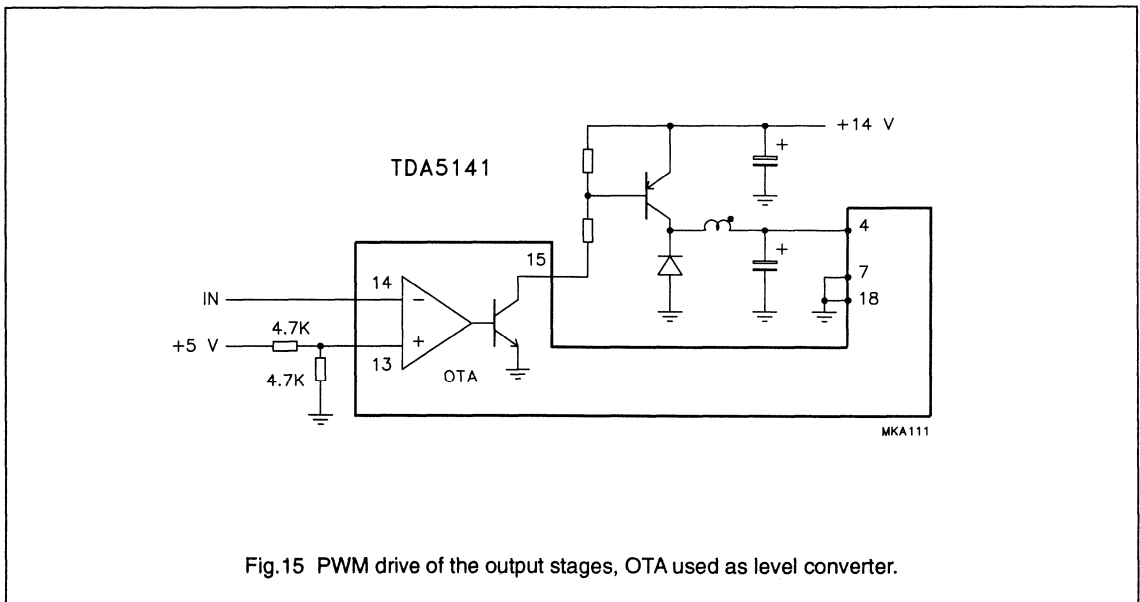 +14 V
TDA5141
+
4
15
+
7
14
18
IN
−
4.7K
+5 V
+
13
4.7K
OTA
MKA111
Fig.15 PWM drive of the output stages, OTA used as level converter.